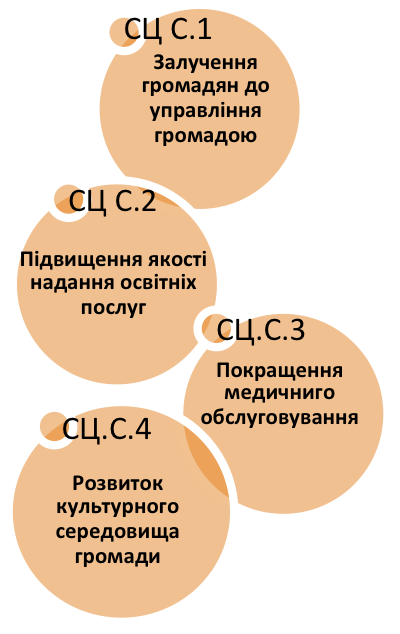 СЦ С.1
Залучення
громадян до
управління
громадою
СЦ С.2
Підвищення якості
надання освітніх
послуг
СЦ.С.3
Покращення
медичниго
обслуговування
СЦ.С.4
Розвиток
культурного
середовища
громади